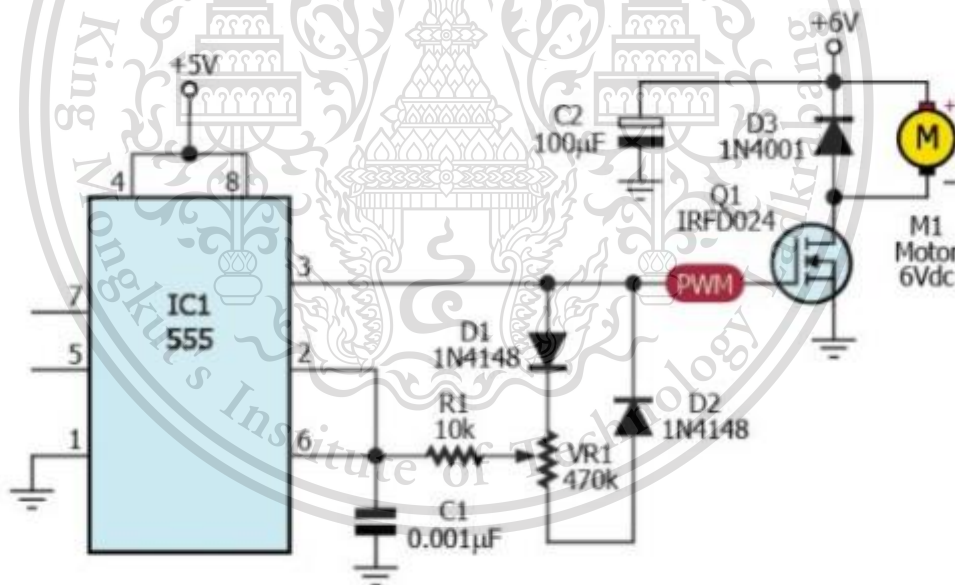 +5V
4
8
7
5
1
IC1
555
3
2
6
C2
100µF
+6V
D3
1N4001
M
+
-
M1
Motor
6Vdc
Q1
IRFD024
PWM
D1
1N4148
D2
1N4148
R1
10k
VR1
470k
C1
0.001µF
King Mongkut's Institute of Technology